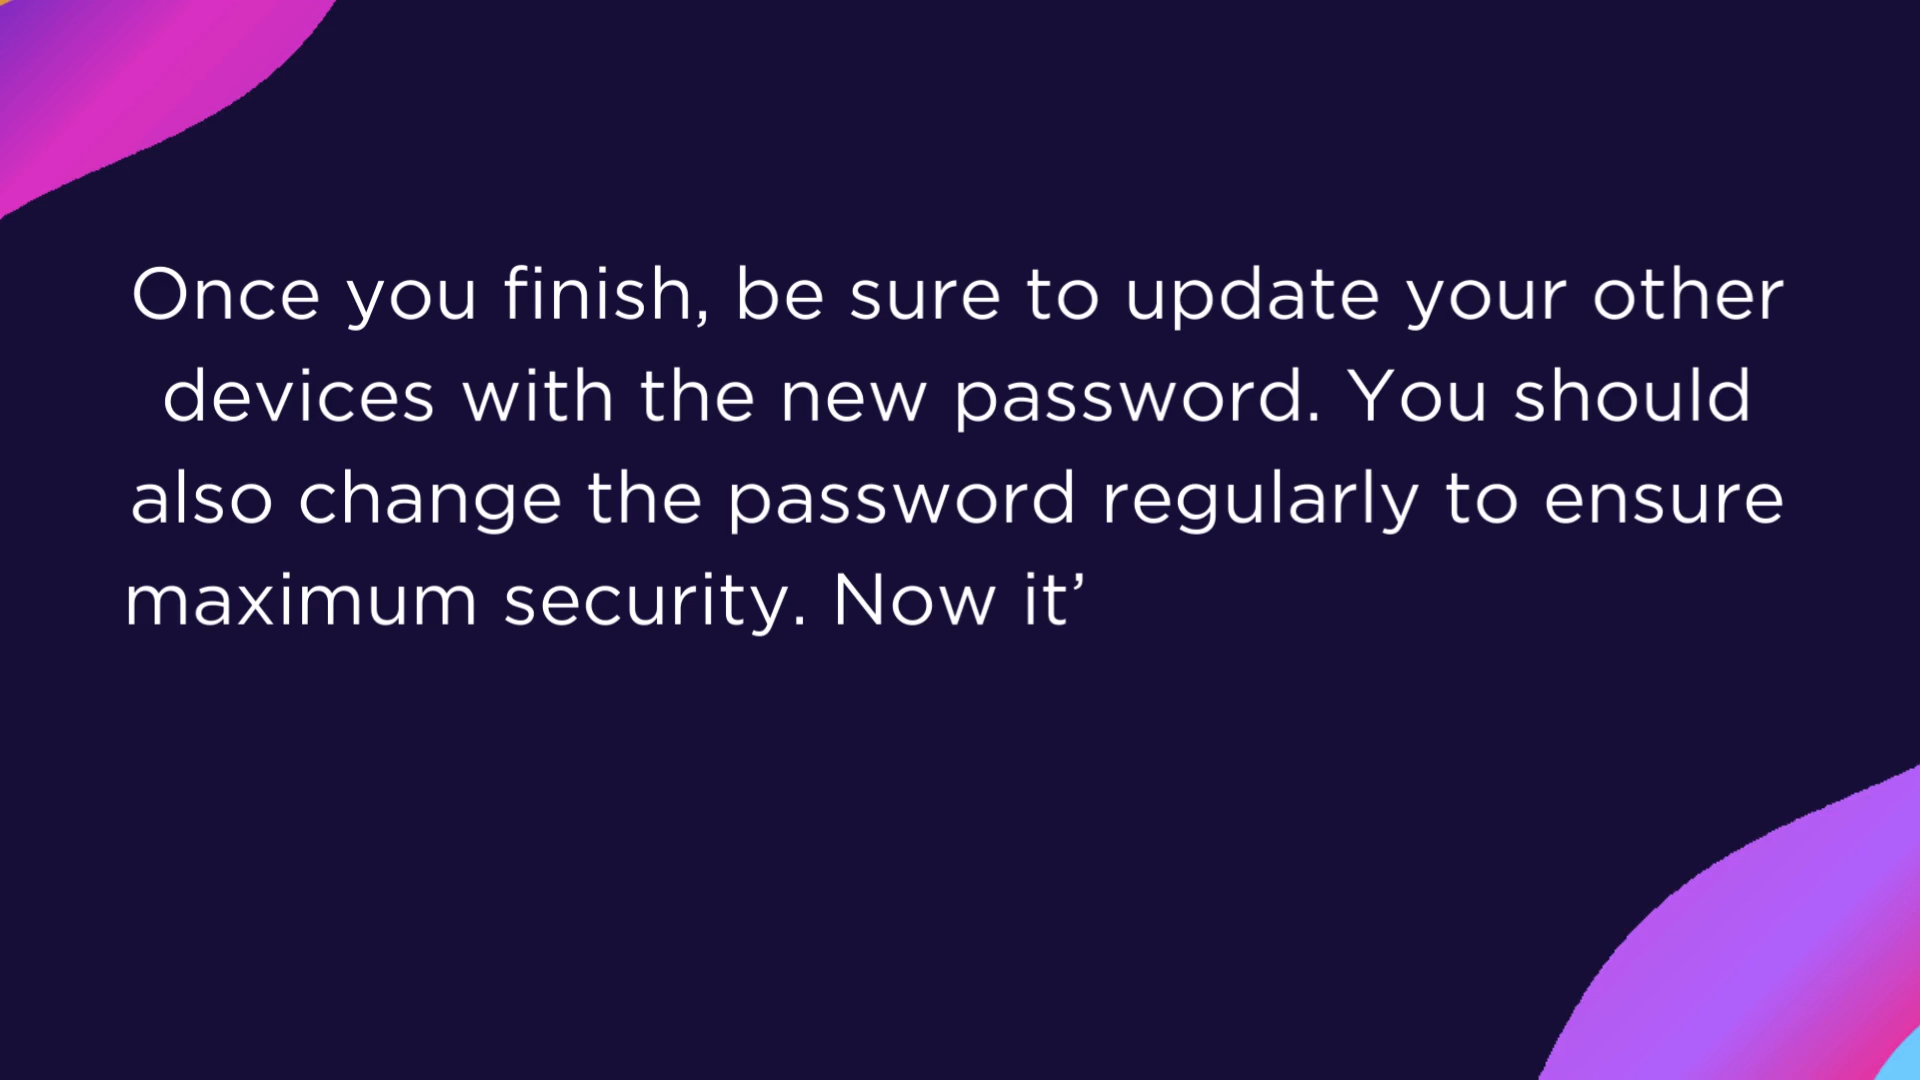 Once you finish, be sure to update your other
devices with the new password. You should
also change the password regularly to ensure
maximum security. Now it’